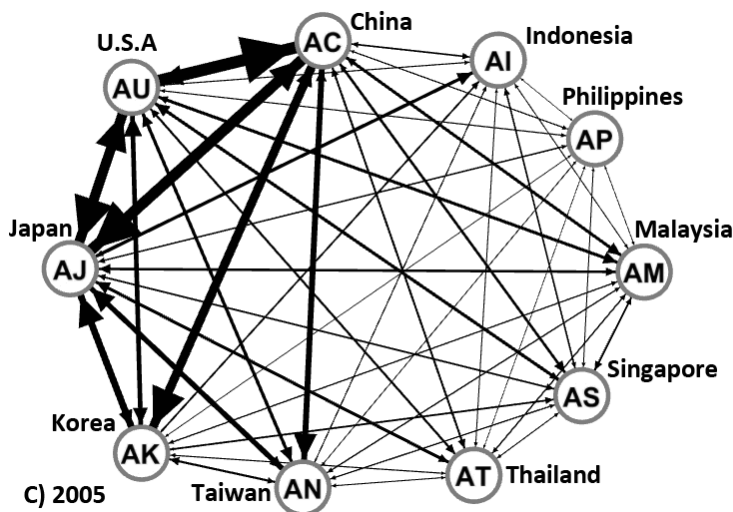 China
U.S.A
AC
Indonesia
AI
AU
Philippines
AP
Japan
Malaysia
AJ
AM
Singapore
AS
Korea
AK
Taiwan
AN
AT
Thailand
C) 2005